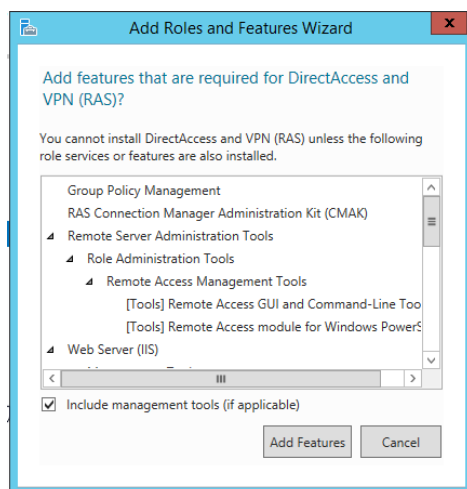 Add Roles and Features Wizard
x
Add features that are required for DirectAccess and
VPN (RAS)?
You cannot install DirectAccess and VPN (RAS) unless the following
role services or features are also installed.
Group Policy Management
RAS Connection Manager Administration Kit (CMAK)
Remote Server Administration Tools
Role Administration Tools
Remote Access Management Tools
[Tools] Remote Access GUI and Command-Line Too
[Tools] Remote Access module for Windows PowerS
Web Server (IIS)
Include management tools (if applicable)
Add Features Cancel